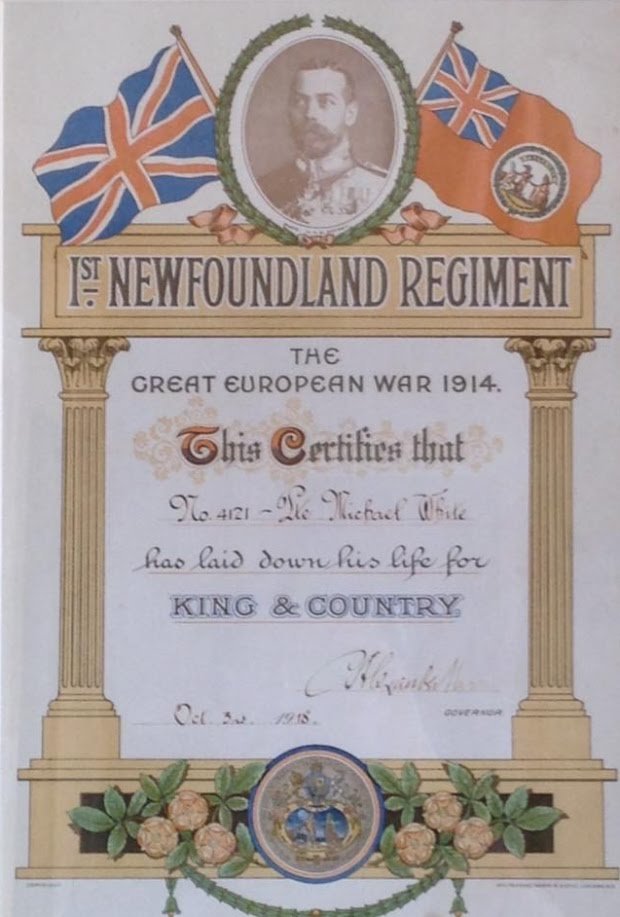 1ST. NEWFOUNDLAND REGIMENT
THE
GREAT EUROPEAN WAR 1914.
This Certifies that
No. 4121 – Pte Michael White
has laid down his life for
KING & COUNTRY
Oct. 3rd. 1918.
GOVERNOR